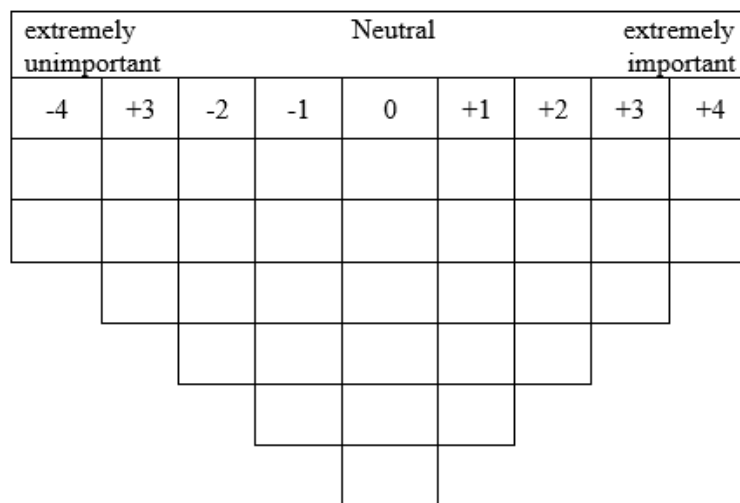 extremely Neutral extremely
unimportant important
-4 +3 -2 -1 0 +1 +2 +3 +4